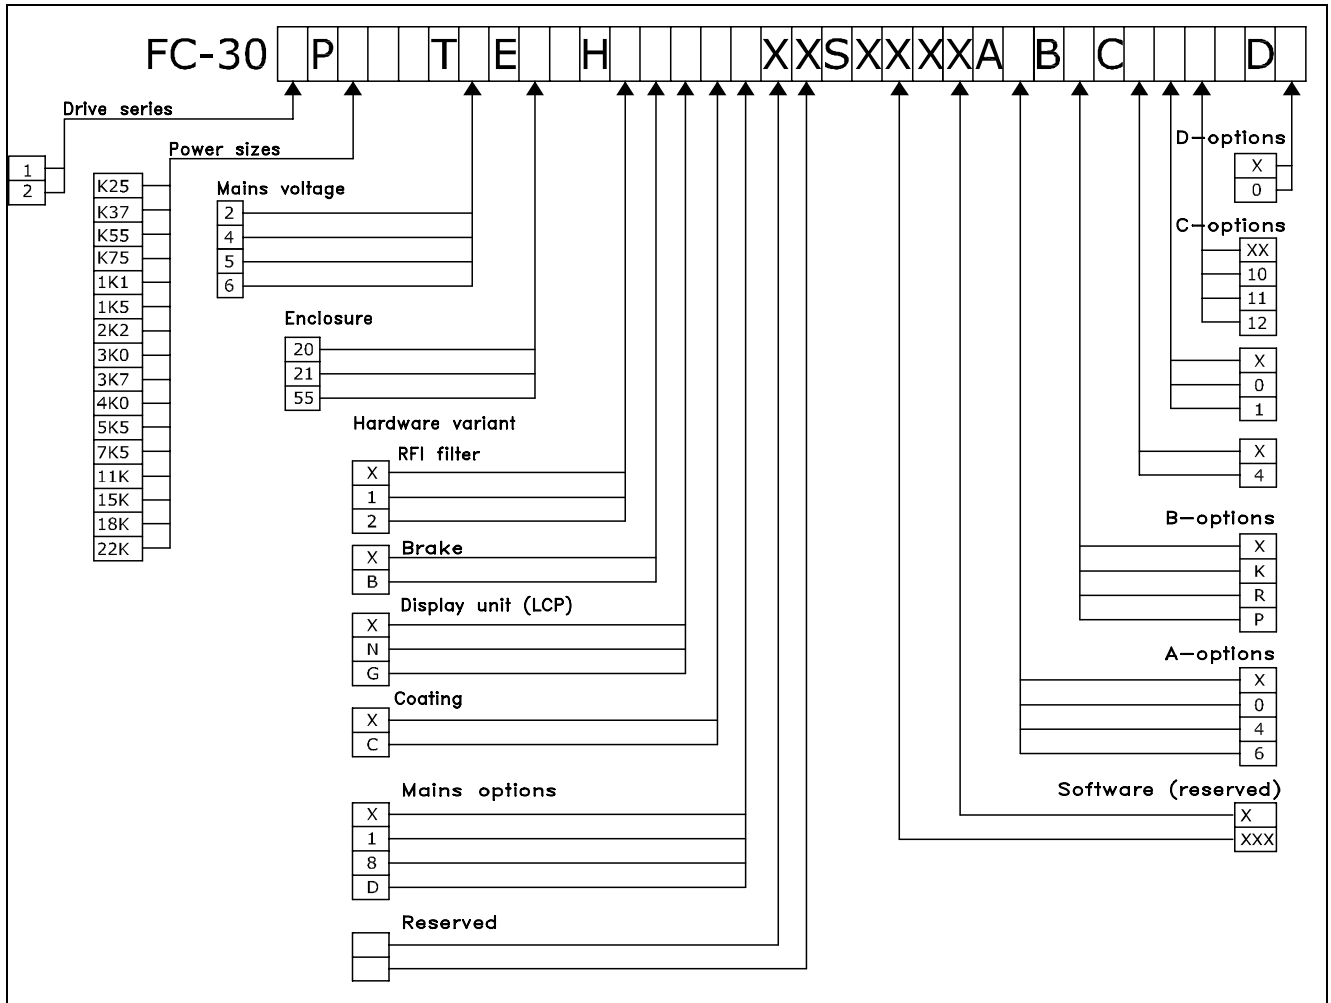 FC-30 P T E H XXSXXXXA B C D
Drive series
1
2
Power sizes
K25
K37
K55
K75
1K1
1K5
2K2
3K0
3K7
4K0
5K5
7K5
11K
15K
18K
22K
Mains voltage
2
4
5
6
Enclosure
20
21
55
Hardware variant
RFI filter
X
1
2
Brake
X
B
Display unit (LCP)
X
N
G
Coating
X
C
Mains options
X
1
8
D
Reserved
D-options
X
0
C-options
XX
10
11
12
X
0
1
X
4
B-options
X
K
R
P
A-options
X
0
4
6
Software (reserved)
X
XXX